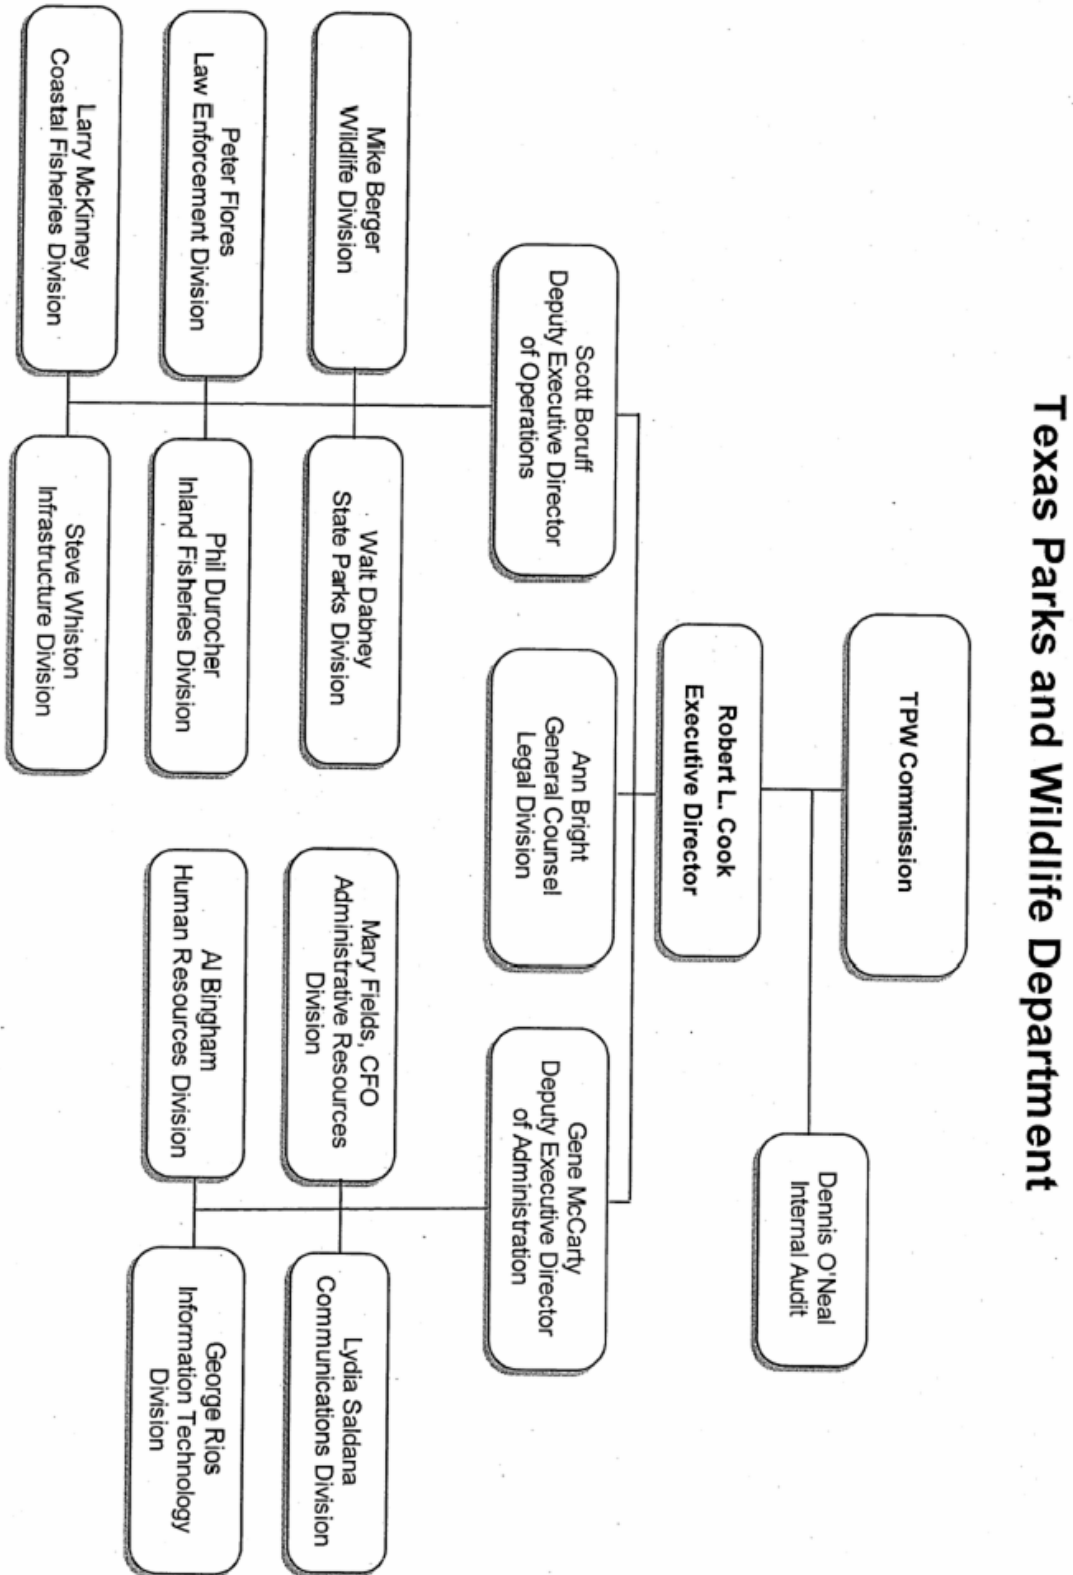 Texas Parks and Wildlife Department
TPW Commission
Dennis O'Neal
Internal Audit
Robert L. Cook
Executive Director
Scott Boruff
Deputy Executive Director
of Operations
Ann Bright
General Counsel
Legal Division
Gene McCarty
Deputy Executive Director
of Administration
Mike Berger
Wildlife Division
Walt Dabney
State Parks Division
Mary Fields, CFO
Administrative Resources
Division
Lydia Saldana
Communications Division
Peter Flores
Law Enforcement Division
Phil Durocher
Inland Fisheries Division
Al Bingham
Human Resources Division
George Rios
Information Technology
Division
Larry McKinney
Coastal Fisheries Division
Steve Whiston
Infrastructure Division